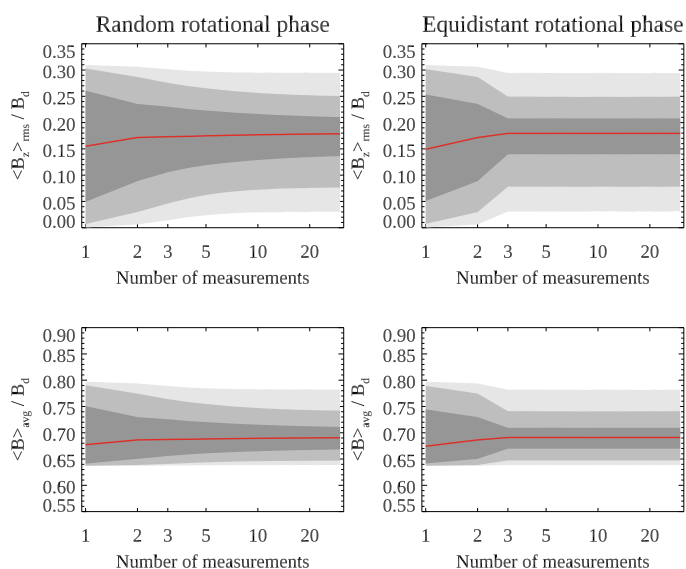 Random rotational phase
Equidistant rotational phase
<B_z>_rms / B_d
0.35
0.30
0.25
0.20
0.15
0.10
0.05
0.00
1 2 3 5 10 20
Number of measurements
<B_z>_rms / B_d
0.35
0.30
0.25
0.20
0.15
0.10
0.05
0.00
1 2 3 5 10 20
Number of measurements
<B>_avg / B_d
0.90
0.85
0.80
0.75
0.70
0.65
0.60
0.55
1 2 3 5 10 20
Number of measurements
<B>_avg / B_d
0.90
0.85
0.80
0.75
0.70
0.65
0.60
0.55
1 2 3 5 10 20
Number of measurements